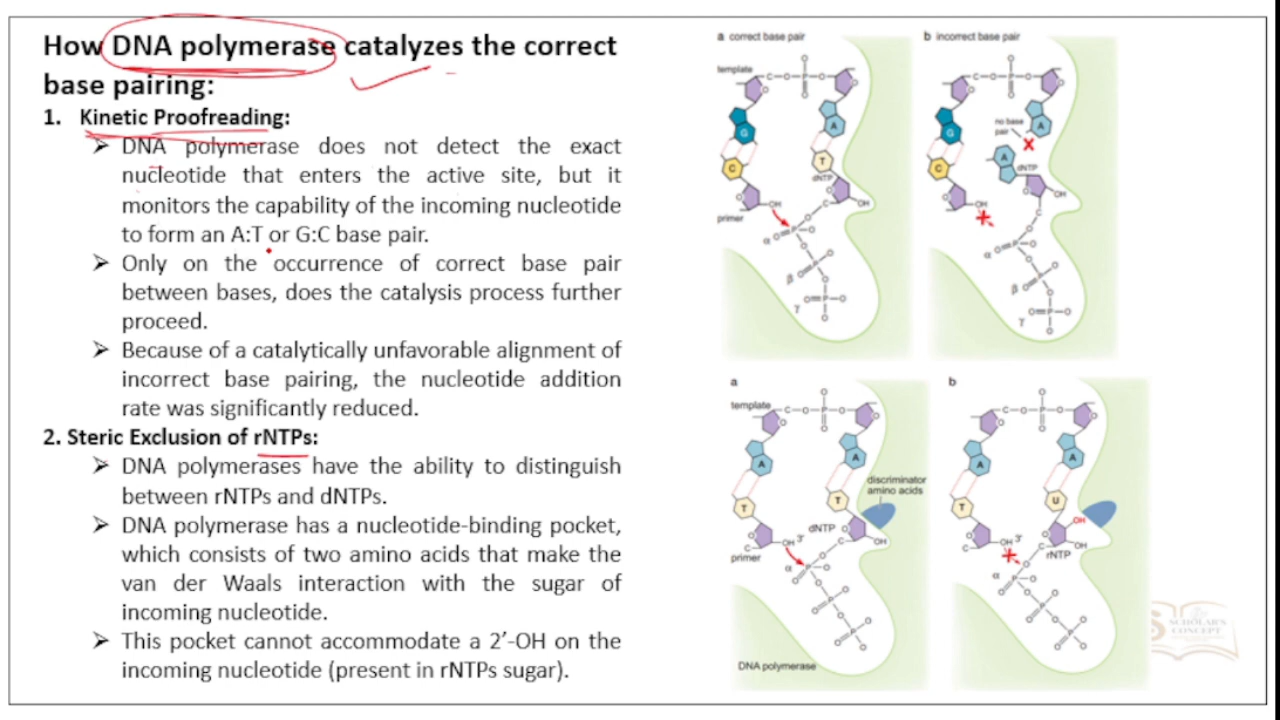 How DNA polymerase catalyzes the correct
base pairing:
1. Kinetic Proofreading:
➢ DNA polymerase does not detect the exact
nucleotide that enters the active site, but it
monitors the capability of the incoming nucleotide
to form an A:T or G:C base pair.
➢ Only on the occurrence of correct base pair
between bases, does the catalysis process further
proceed.
➢ Because of a catalytically unfavorable alignment of
incorrect base pairing, the nucleotide addition
rate was significantly reduced.
2. Steric Exclusion of rNTPs:
➢ DNA polymerases have the ability to distinguish
between rNTPs and dNTPs.
➢ DNA polymerase has a nucleotide-binding pocket,
which consists of two amino acids that make the
van der Waals interaction with the sugar of
incoming nucleotide.
➢ This pocket cannot accommodate a 2’-OH on the
incoming nucleotide (present in rNTPs sugar).
a correct base pair
template
G
A
C
T
dNTP
primer
OH
OH
α
β
γ
b incorrect base pair
no base
pair
G
A
A
C
dNTP
OH
OH
α
β
γ
a
template
A
A
discriminator
amino acids
T
T
dNTP
OH 3'
OH
primer
α
DNA polymerase
b
A
A
T
U
OH
OH 3'
OH
rNTP
α
SCHOLAR'S
CONCEPT